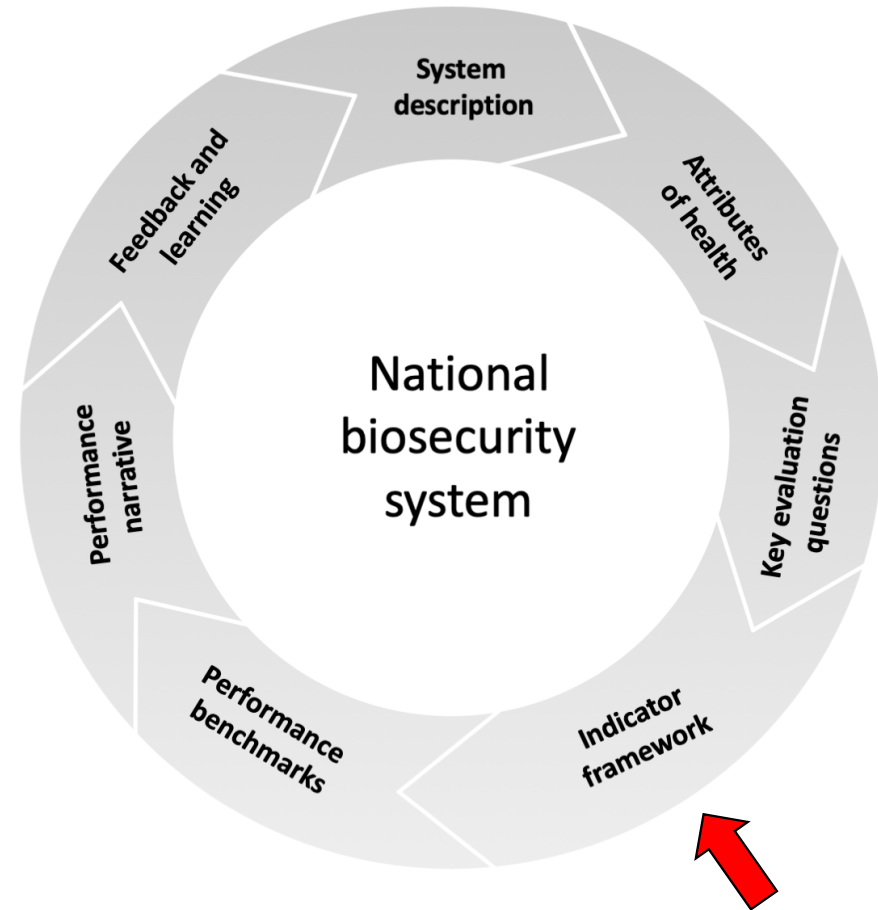 System
description
Attributes
of health
Key evaluation
questions
Indicator
framework
Performance
benchmarks
Performance
narrative
Feedback and
learning
National
biosecurity
system